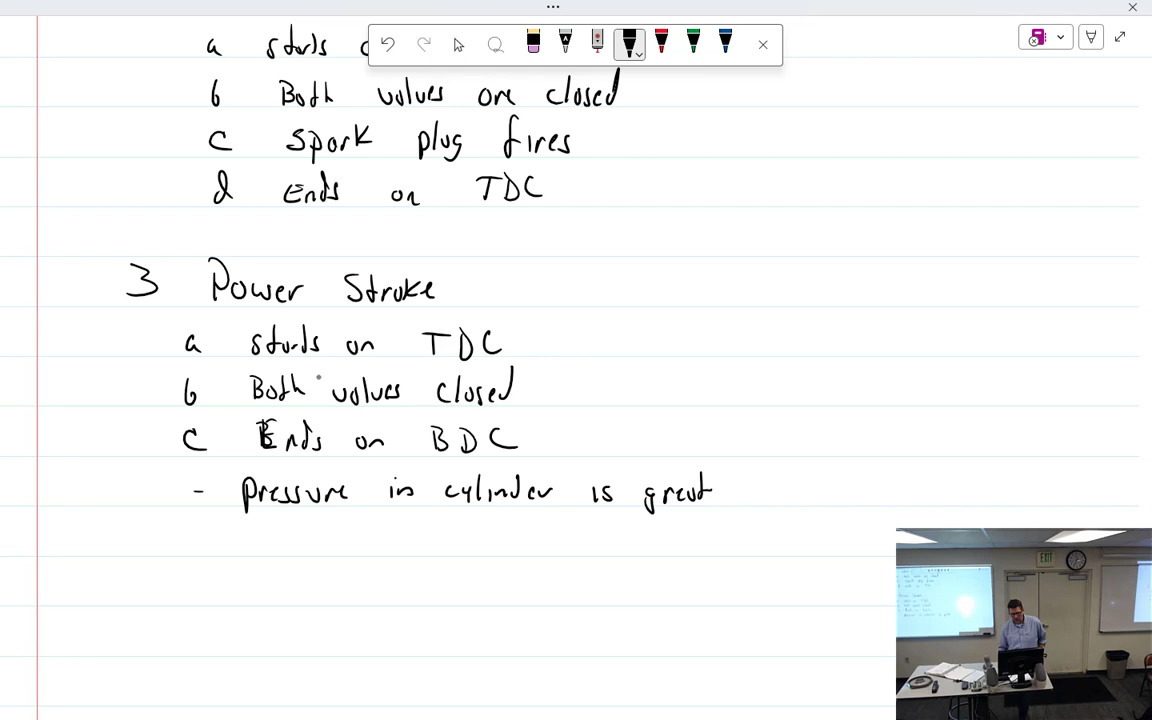 a starts
b Both valves are closed
c Spark plug fires
d Ends on TDC
3 Power Stroke
a starts on TDC
b Both valves closed
c Ends on BDC
- Pressure in cylinder is great
EXIT